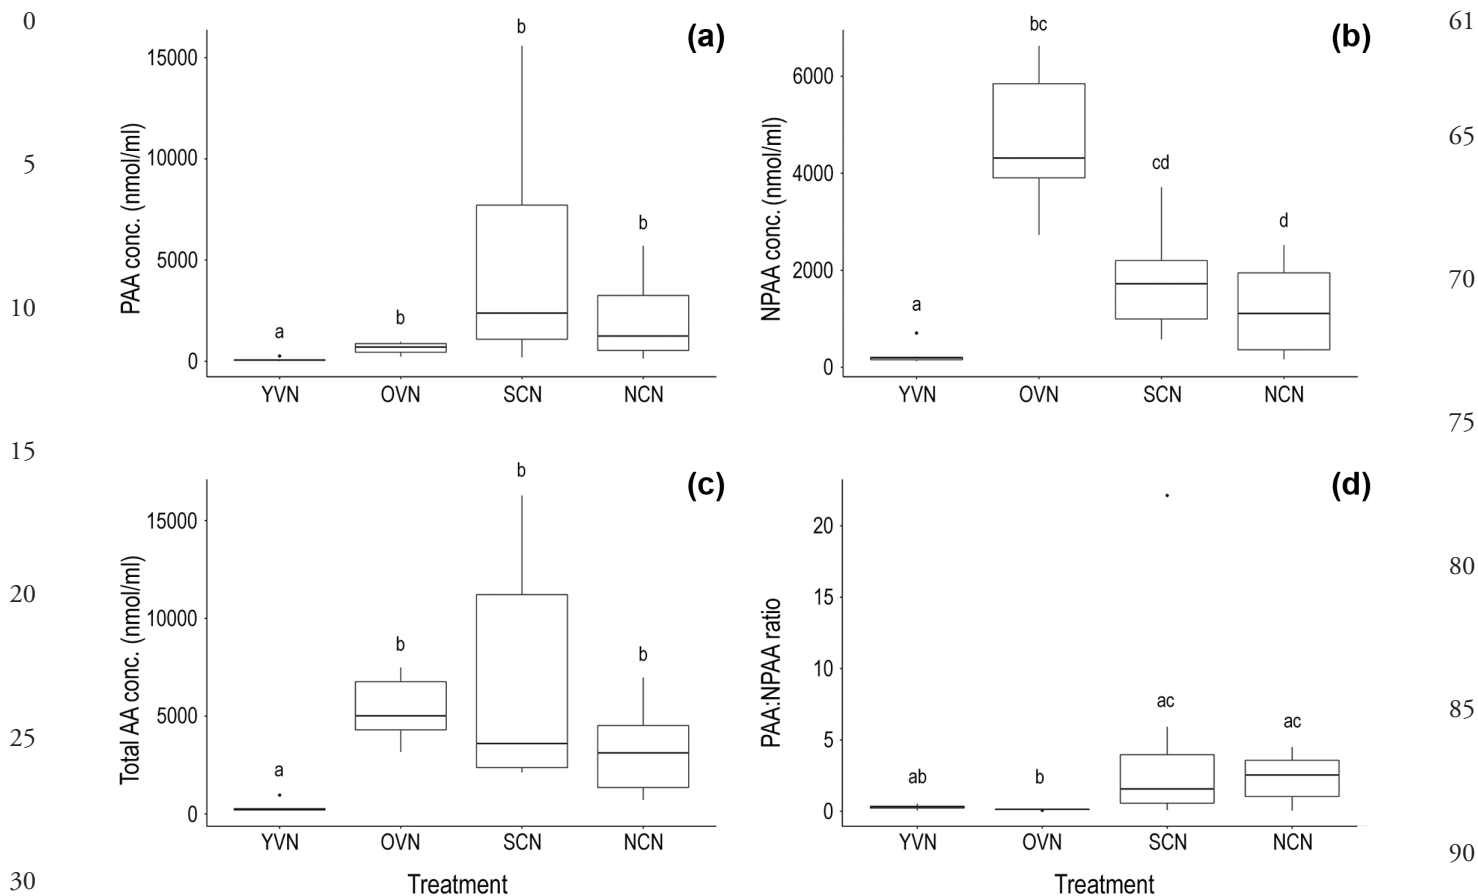 0
5
10
15
20
25
30
61
65
70
75
80
85
90
(a)
PAA conc. (nmol/ml)
15000
10000
5000
0
a
b
b
b
YVN OVN SCN NCN
(b)
NPAA conc. (nmol/ml)
6000
4000
2000
0
a
bc
cd
d
YVN OVN SCN NCN
(c)
Total AA conc. (nmol/ml)
15000
10000
5000
0
a
b
b
b
YVN OVN SCN NCN
Treatment
(d)
PAA:NPAA ratio
20
15
10
5
0
ab
b
ac
ac
YVN OVN SCN NCN
Treatment